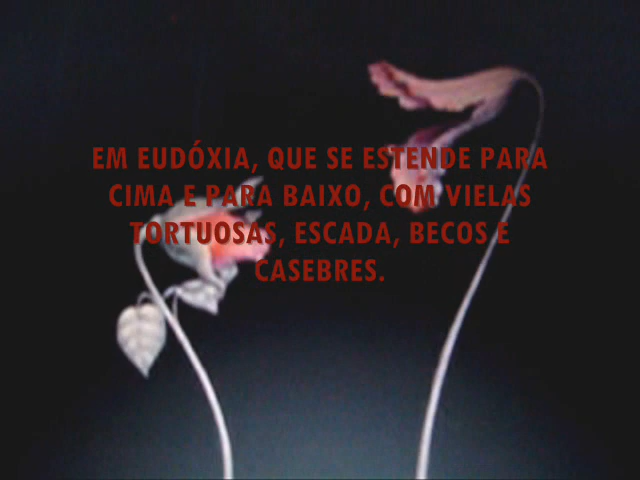 EM EUDÓXIA, QUE SE ESTENDE PARA
CIMA E PARA BAIXO, COM VIELAS
TORTUOSAS, ESCADA, BECOS E
CASEBRES.